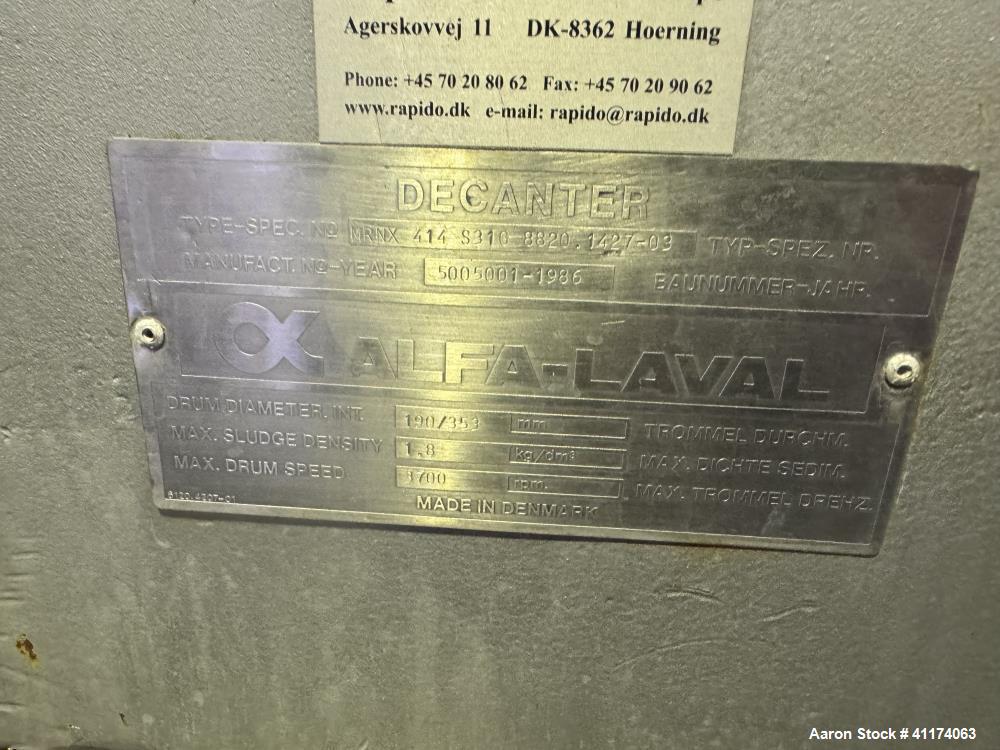 Agerskovvej 11 DK-8362 Hoerning
Phone: +45 70 20 80 62 Fax: +45 70 20 90 62
www.rapido.dk e-mail: rapido@rapido.dk
DECANTER
TYPE-SPEC. Nº MRNX 414 S310-8820.1427-03 TYP-SPEZ. NR.
MANUFACT. Nº-YEAR 5005001-1986 BAUNUMMER-JAHR.
ALFA-LAVAL
DRUM DIAMETER. INT. 190/353 mm TROMMEL DURCHM.
MAX. SLUDGE DENSITY 1,8 kg/dm³ MAX. DICHTE SEDIM.
MAX. DRUM SPEED 3700 rpm. MAX. TROMMEL DREHZ.
6120 4207-01 MADE IN DENMARK
Aaron Stock # 41174063